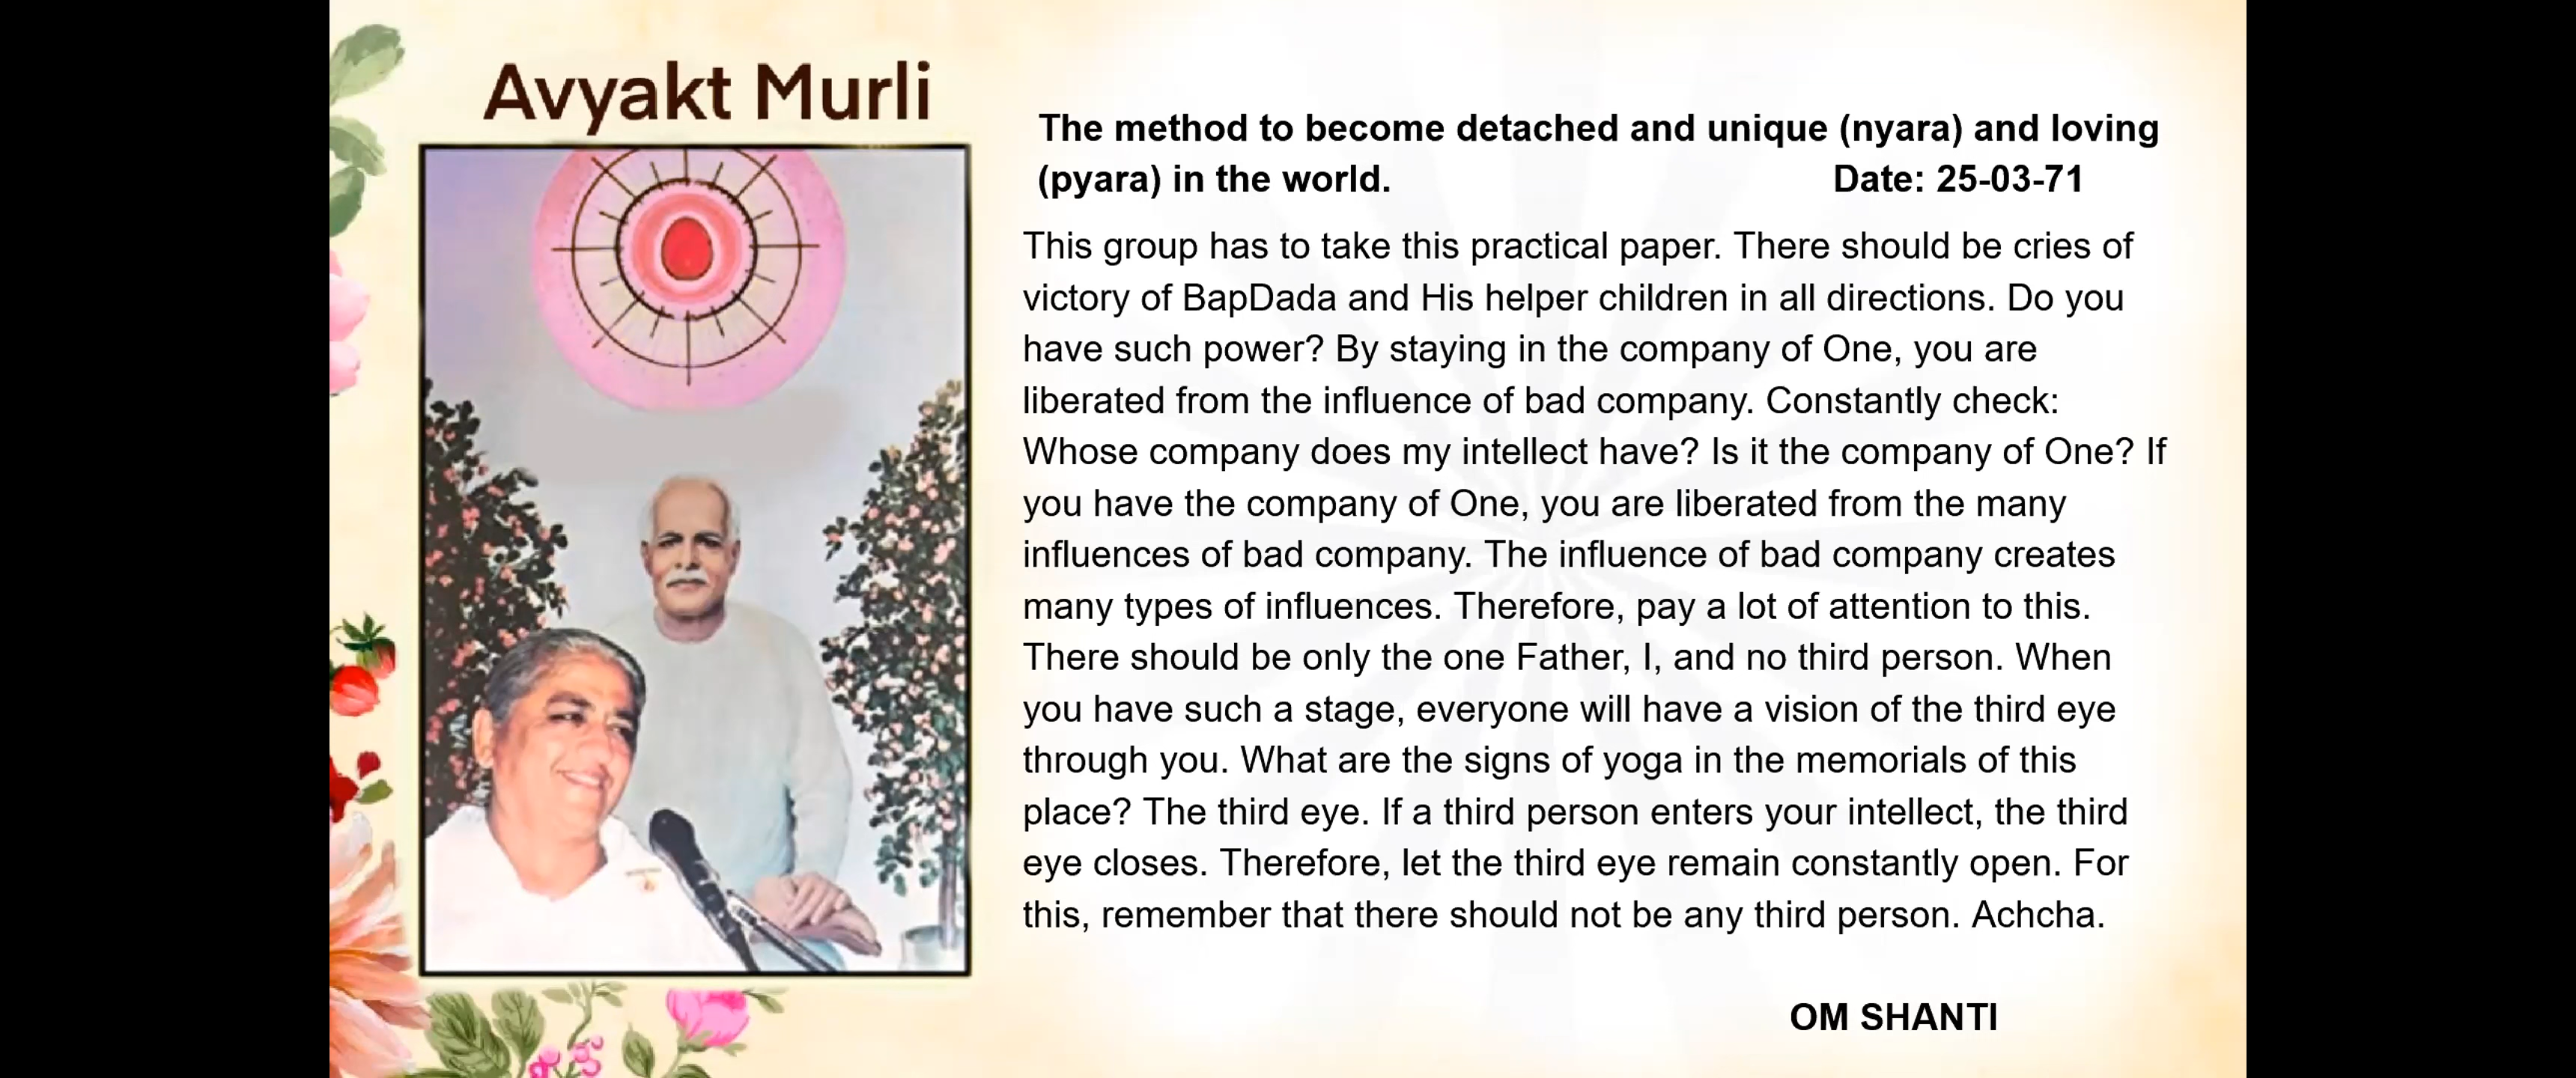 Avyakt Murli
The method to become detached and unique (nyara) and loving
(pyara) in the world. Date: 25-03-71
This group has to take this practical paper. There should be cries of
victory of BapDada and His helper children in all directions. Do you
have such power? By staying in the company of One, you are
liberated from the influence of bad company. Constantly check:
Whose company does my intellect have? Is it the company of One? If
you have the company of One, you are liberated from the many
influences of bad company. The influence of bad company creates
many types of influences. Therefore, pay a lot of attention to this.
There should be only the one Father, I, and no third person. When
you have such a stage, everyone will have a vision of the third eye
through you. What are the signs of yoga in the memorials of this
place? The third eye. If a third person enters your intellect, the third
eye closes. Therefore, let the third eye remain constantly open. For
this, remember that there should not be any third person. Achcha.
OM SHANTI